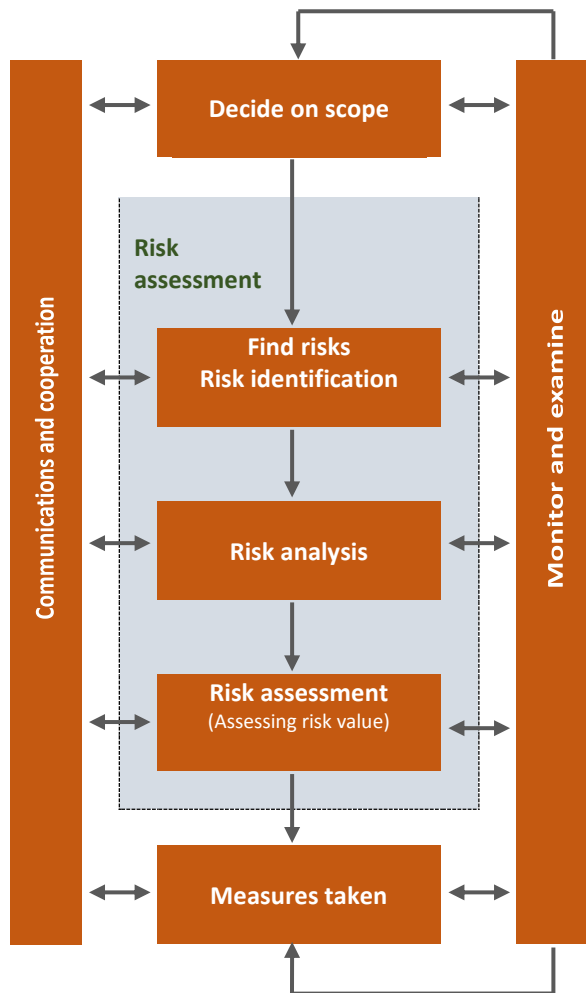 Decide on scope
Risk
assessment
Find risks
Risk identification
Risk analysis
Risk assessment
(Assessing risk value)
Measures taken
Communications and cooperation
Monitor and examine